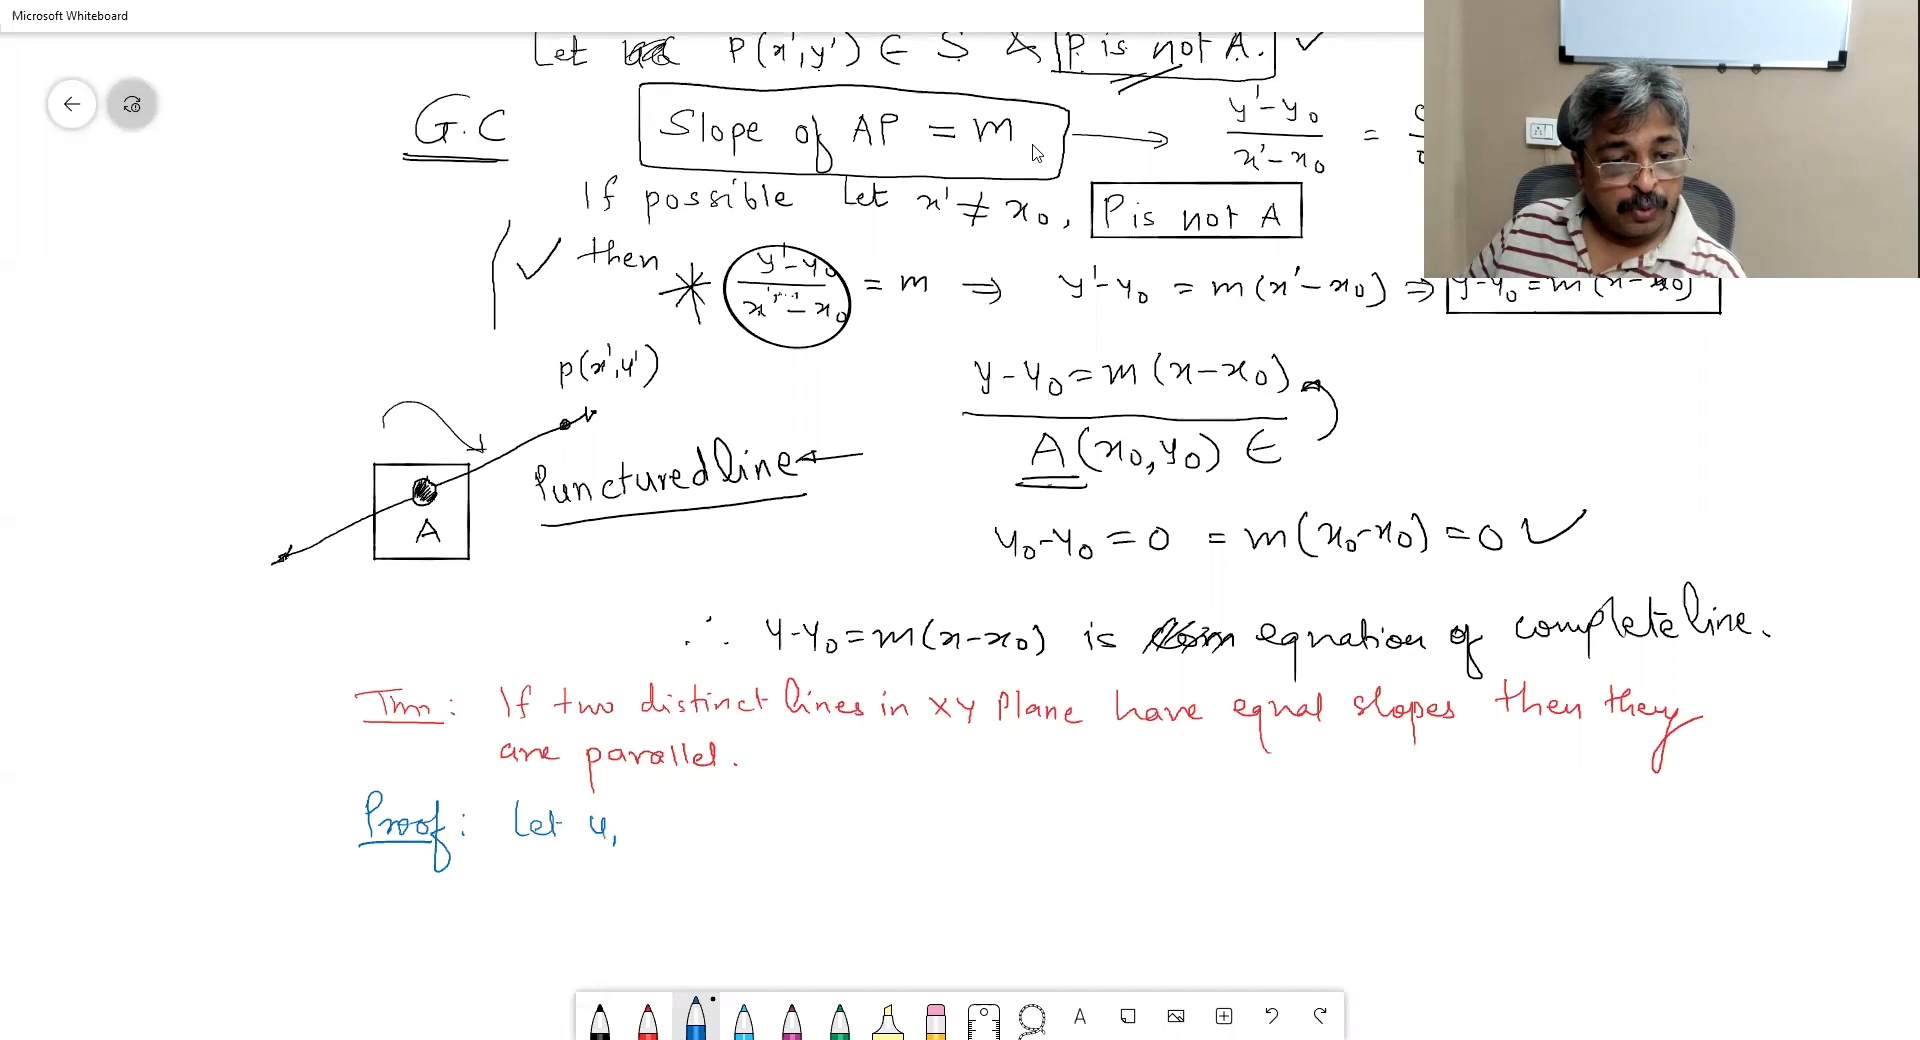 Microsoft Whiteboard
Let P(x',y') ∈ S & P is not A. ✓
G.C Slope of AP = m → (y'-y₀)/(x'-x₀) =
If possible Let x' ≠ x₀, P is not A
✓ then * (y'-y₀)/(x'-x₀) = m ⇒ y'-y₀ = m(x'-x₀) ⇒ y-y₀ = m(x-x₀)
P(x',y')
y-y₀ = m(x-x₀)
A(x₀,y₀) ∈
Punctured line
A
y₀-y₀ = 0 = m(x₀-x₀) = 0 ✓
∴ y-y₀ = m(x-x₀) is equation of complete line.
Thm: If two distinct lines in XY Plane have equal slopes then they
are parallel.
Proof: Let y,
A